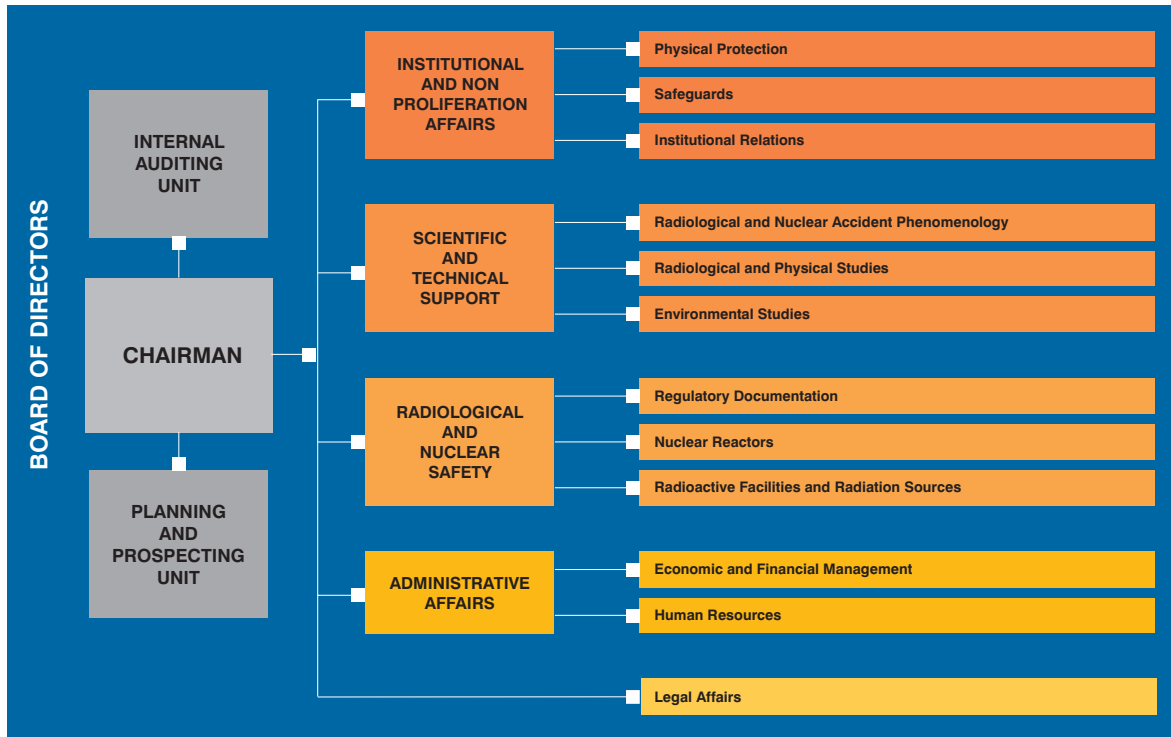 BOARD OF DIRECTORS
INTERNAL
AUDITING
UNIT
CHAIRMAN
PLANNING
AND
PROSPECTING
UNIT
INSTITUTIONAL
AND NON
PROLIFERATION
AFFAIRS
Physical Protection
Safeguards
Institutional Relations
SCIENTIFIC
AND
TECHNICAL
SUPPORT
Radiological and Nuclear Accident Phenomenology
Radiological and Physical Studies
Environmental Studies
RADIOLOGICAL
AND
NUCLEAR
SAFETY
Regulatory Documentation
Nuclear Reactors
Radioactive Facilities and Radiation Sources
ADMINISTRATIVE
AFFAIRS
Economic and Financial Management
Human Resources
Legal Affairs